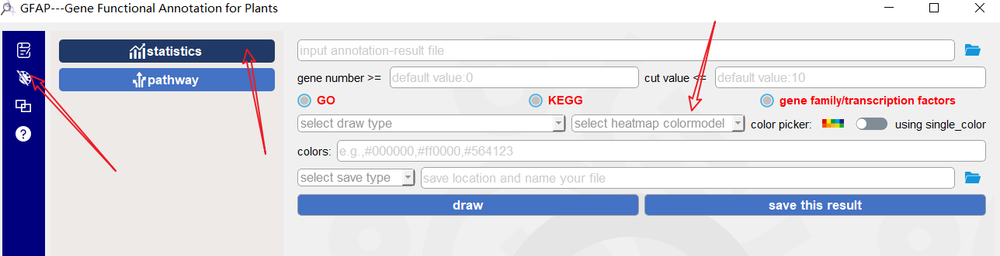 GFAP---Gene Functional Annotation for Plants
statistics
pathway
input annotation-result file
gene number >= default value:0 cut value <= default value:10
GO KEGG gene family/transcription factors
select draw type select heatmap colormodel color picker: using single_color
colors: e.g.,#000000,#ff0000,#564123
select save type save location and name your file
draw save this result